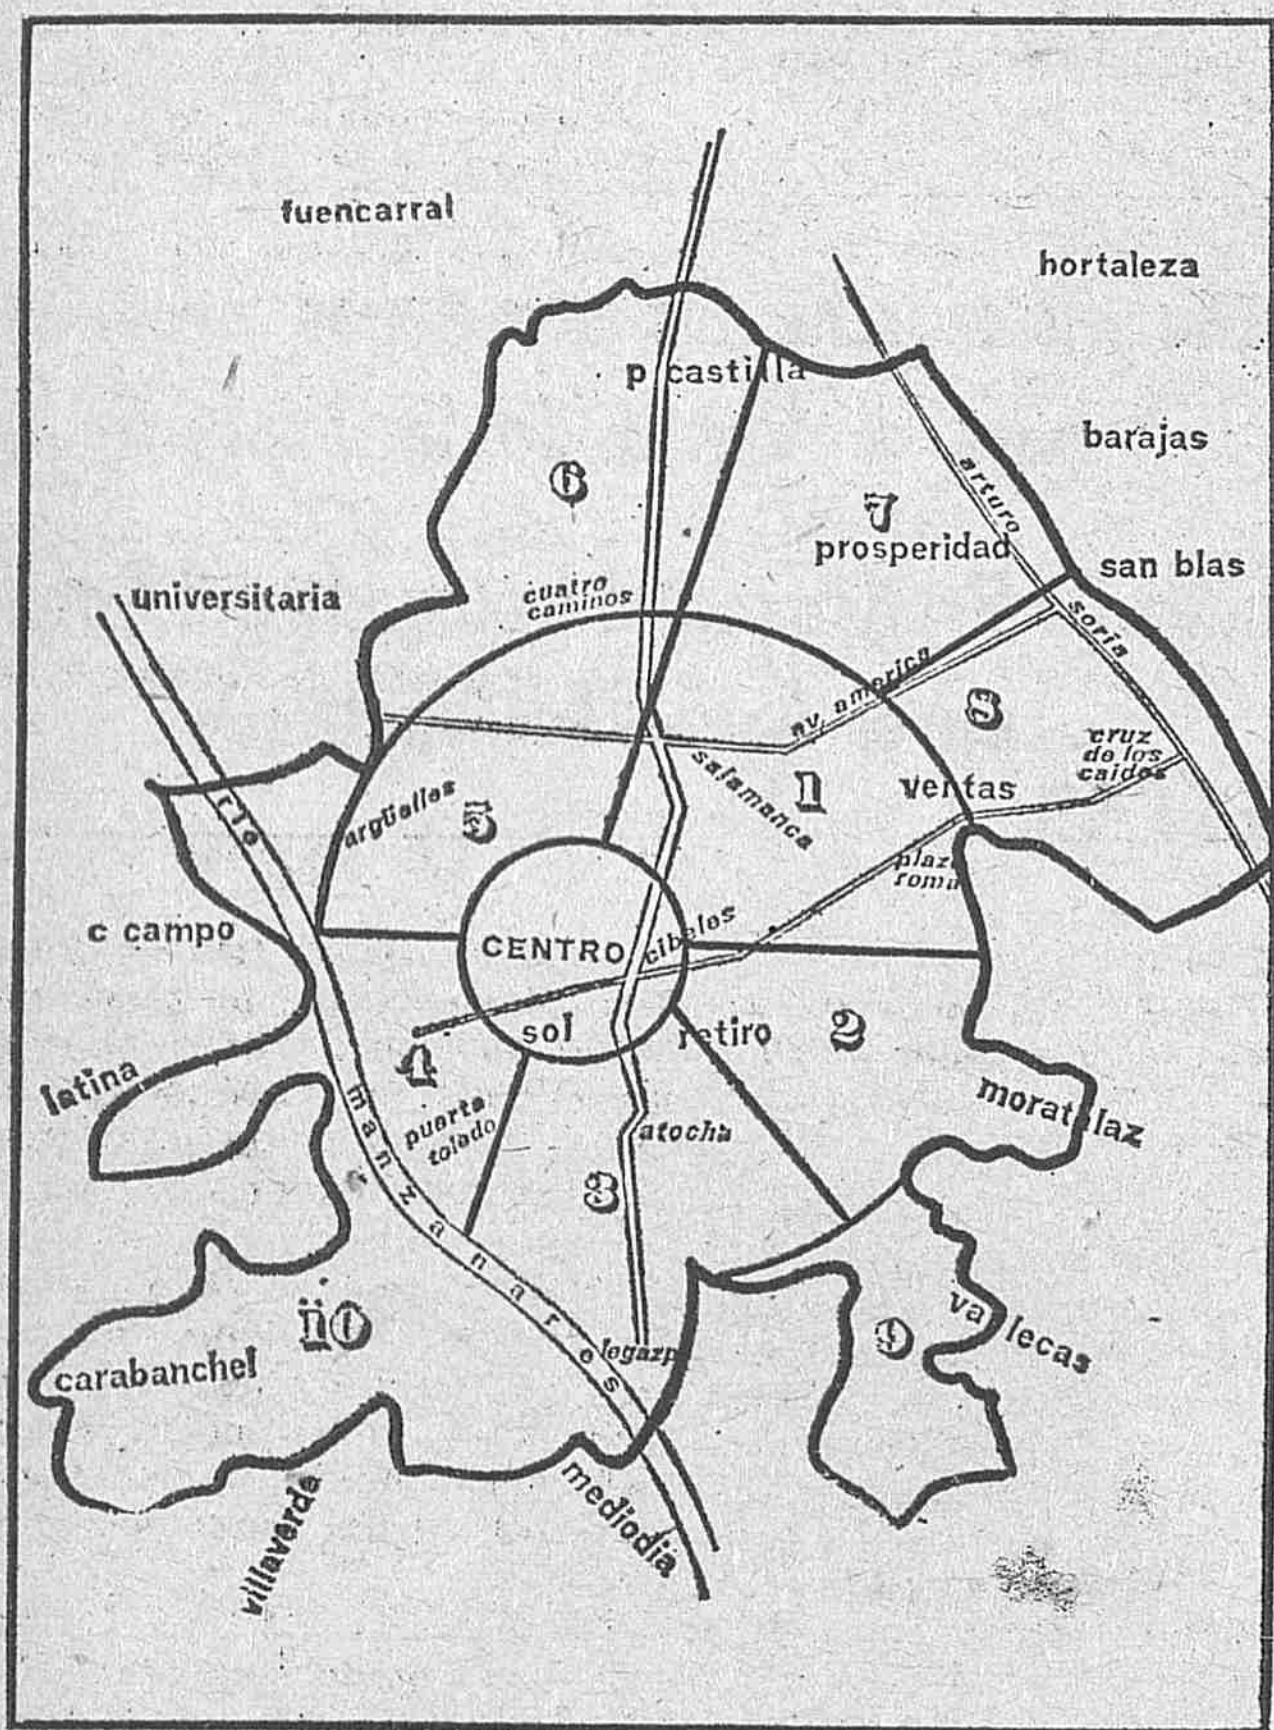 fuencarral
hortaleza
p castilla
barajas
6
arturo
7
prosperidad
san blas
universitaria
cuatro
caminos
soria
av. america
8
cruz
de los
caidos
salamanca
1
ventas
argüelles
5
rio
plaza
roma
c campo
CENTRO
cibeles
sol
retiro
2
4
latina
manzanares
puerta
toledo
atocha
moratalaz
3
10
vallecas
9
legazpi
carabanchel
mediodia
villaverde